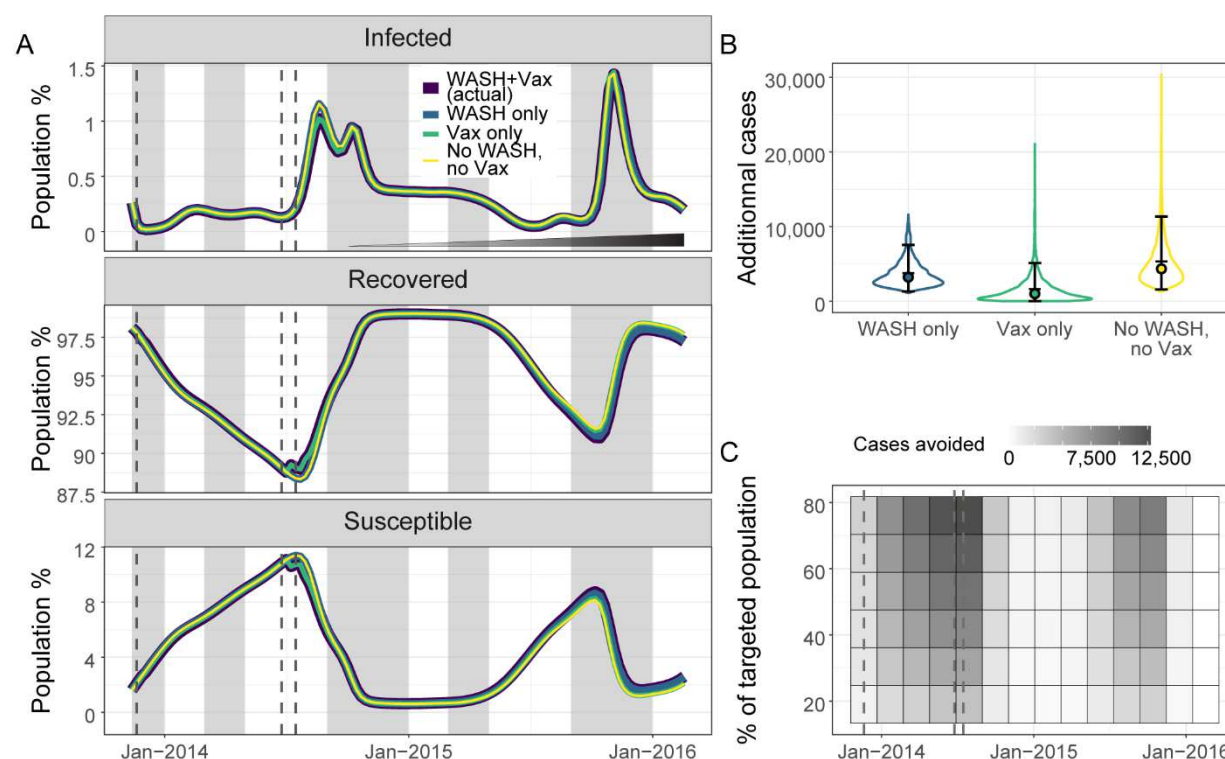 A
Infected
Population %
1.5
1
0.5
0
WASH+Vax
(actual)
WASH only
Vax only
No WASH,
no Vax
Recovered
Population %
97.5
95
92.5
90
87.5
Susceptible
Population %
12
8
4
0
Jan−2014
Jan−2015
Jan−2016
B
Additionnal cases
30,000
20,000
10,000
0
WASH only
Vax only
No WASH,
no Vax
C
Cases avoided
0
7,500
12,500
% of targeted population
80
60
40
20
Jan−2014
Jan−2015
Jan−2016